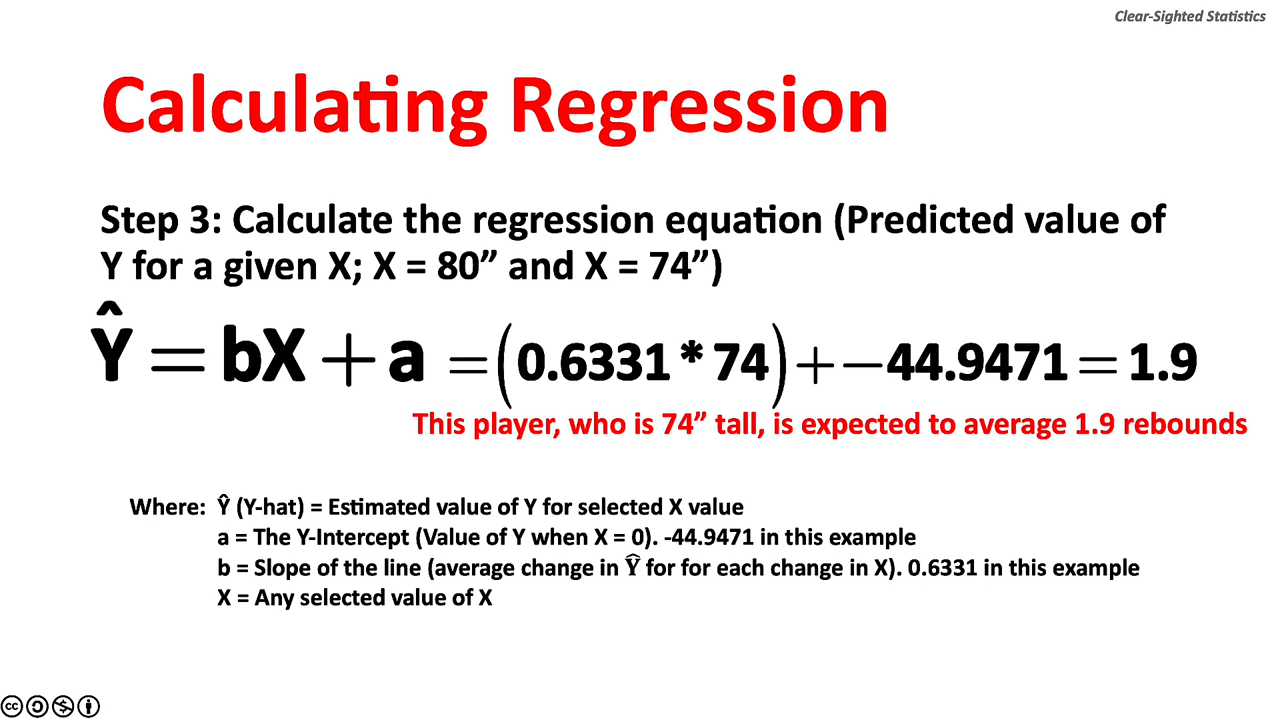 Clear-Sighted Statistics
Calculating Regression
Step 3: Calculate the regression equation (Predicted value of
Y for a given X; X = 80” and X = 74”)
Ŷ = bX + a = (0.6331 * 74) + −44.9471 = 1.9
This player, who is 74” tall, is expected to average 1.9 rebounds
Where: Ŷ (Y-hat) = Estimated value of Y for selected X value
a = The Y-Intercept (Value of Y when X = 0). -44.9471 in this example
b = Slope of the line (average change in Ŷ for for each change in X). 0.6331 in this example
X = Any selected value of X
cc